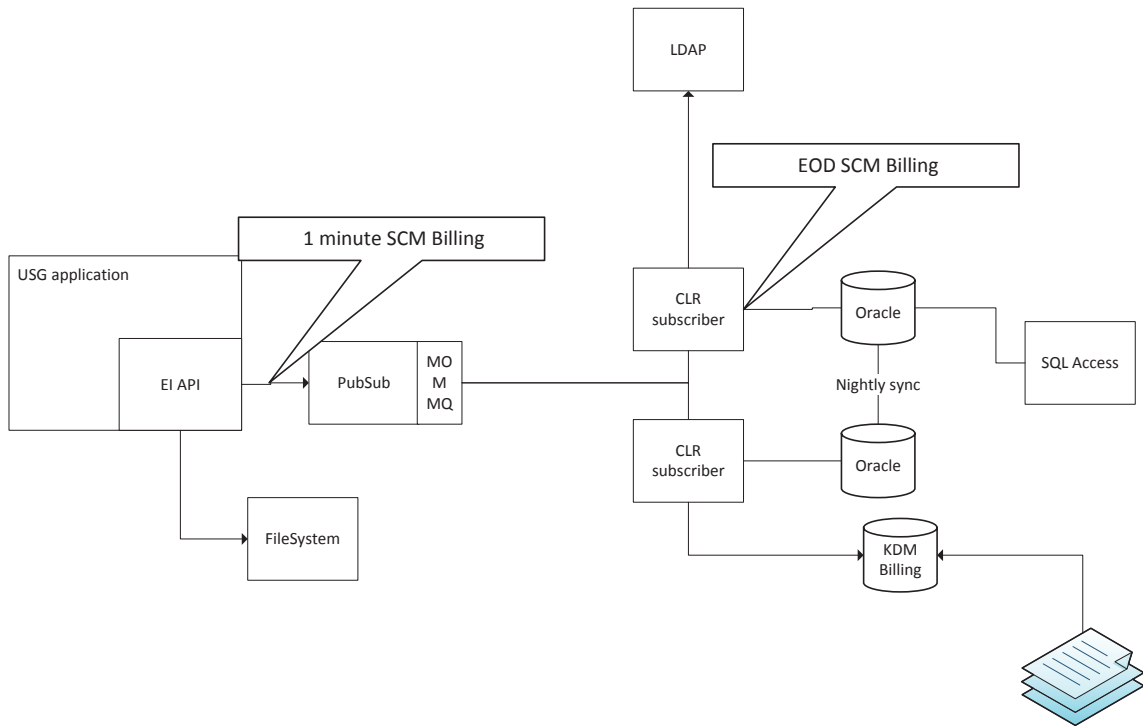 LDAP
EOD SCM Billing
1 minute SCM Billing
USG application
CLR
subscriber
Oracle
EI API
PubSub
MO
M
MQ
SQL Access
Nightly sync
CLR
subscriber
Oracle
FileSystem
KDM
Billing